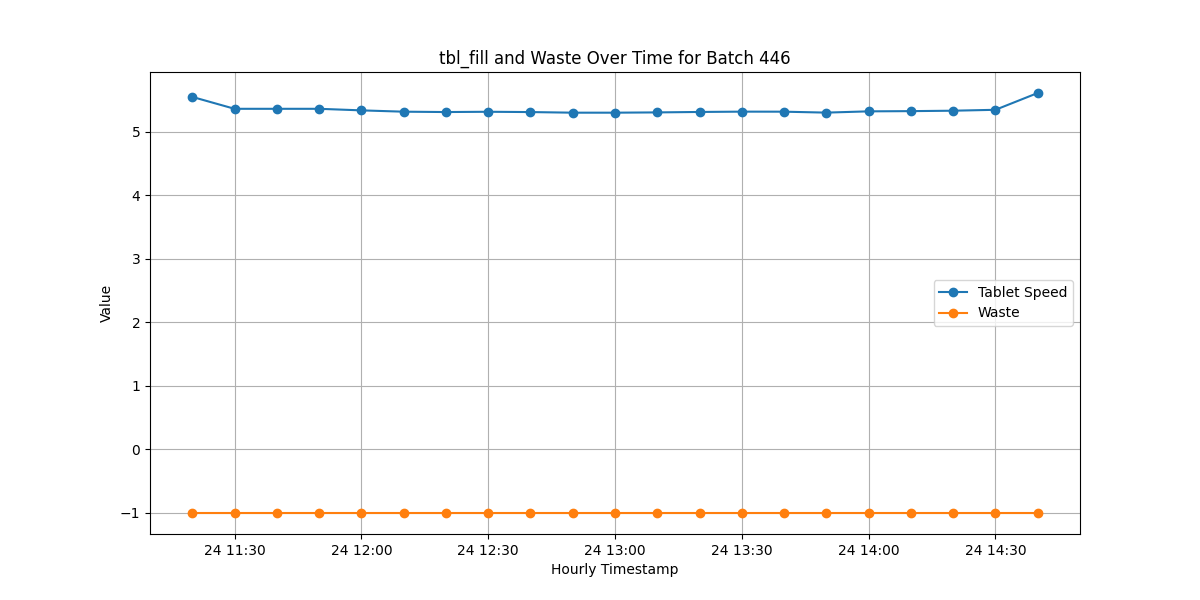 tbl_fill and Waste Over Time for Batch 446
5
4
3
2
1
0
−1
Value
Tablet Speed
Waste
24 11:30 24 12:00 24 12:30 24 13:00 24 13:30 24 14:00 24 14:30
Hourly Timestamp